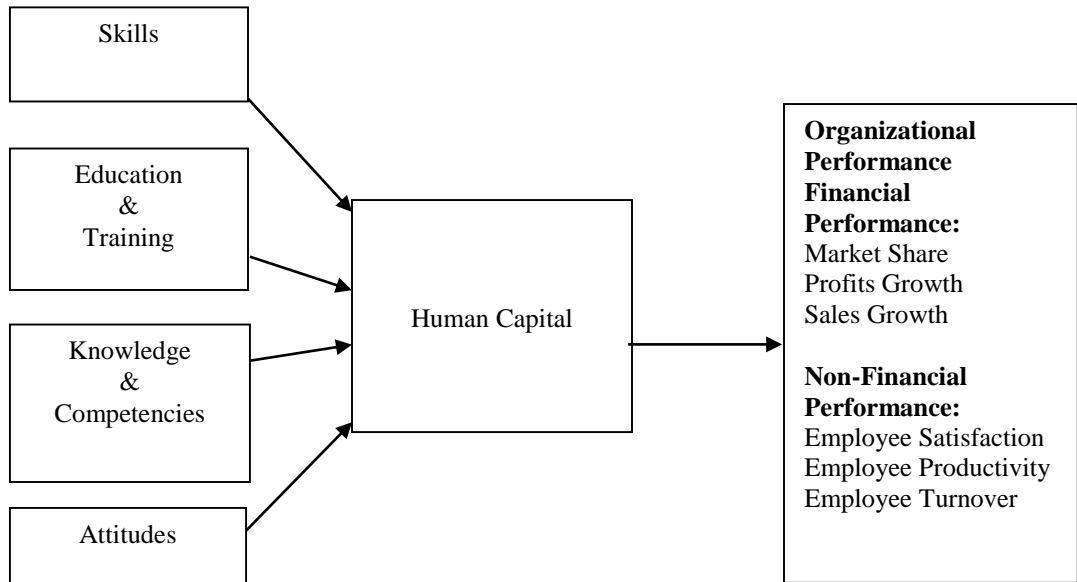 Skills
Education
&
Training
Knowledge
&
Competencies
Attitudes
Human Capital
Organizational
Performance
Financial
Performance:
Market Share
Profits Growth
Sales Growth
Non-Financial
Performance:
Employee Satisfaction
Employee Productivity
Employee Turnover